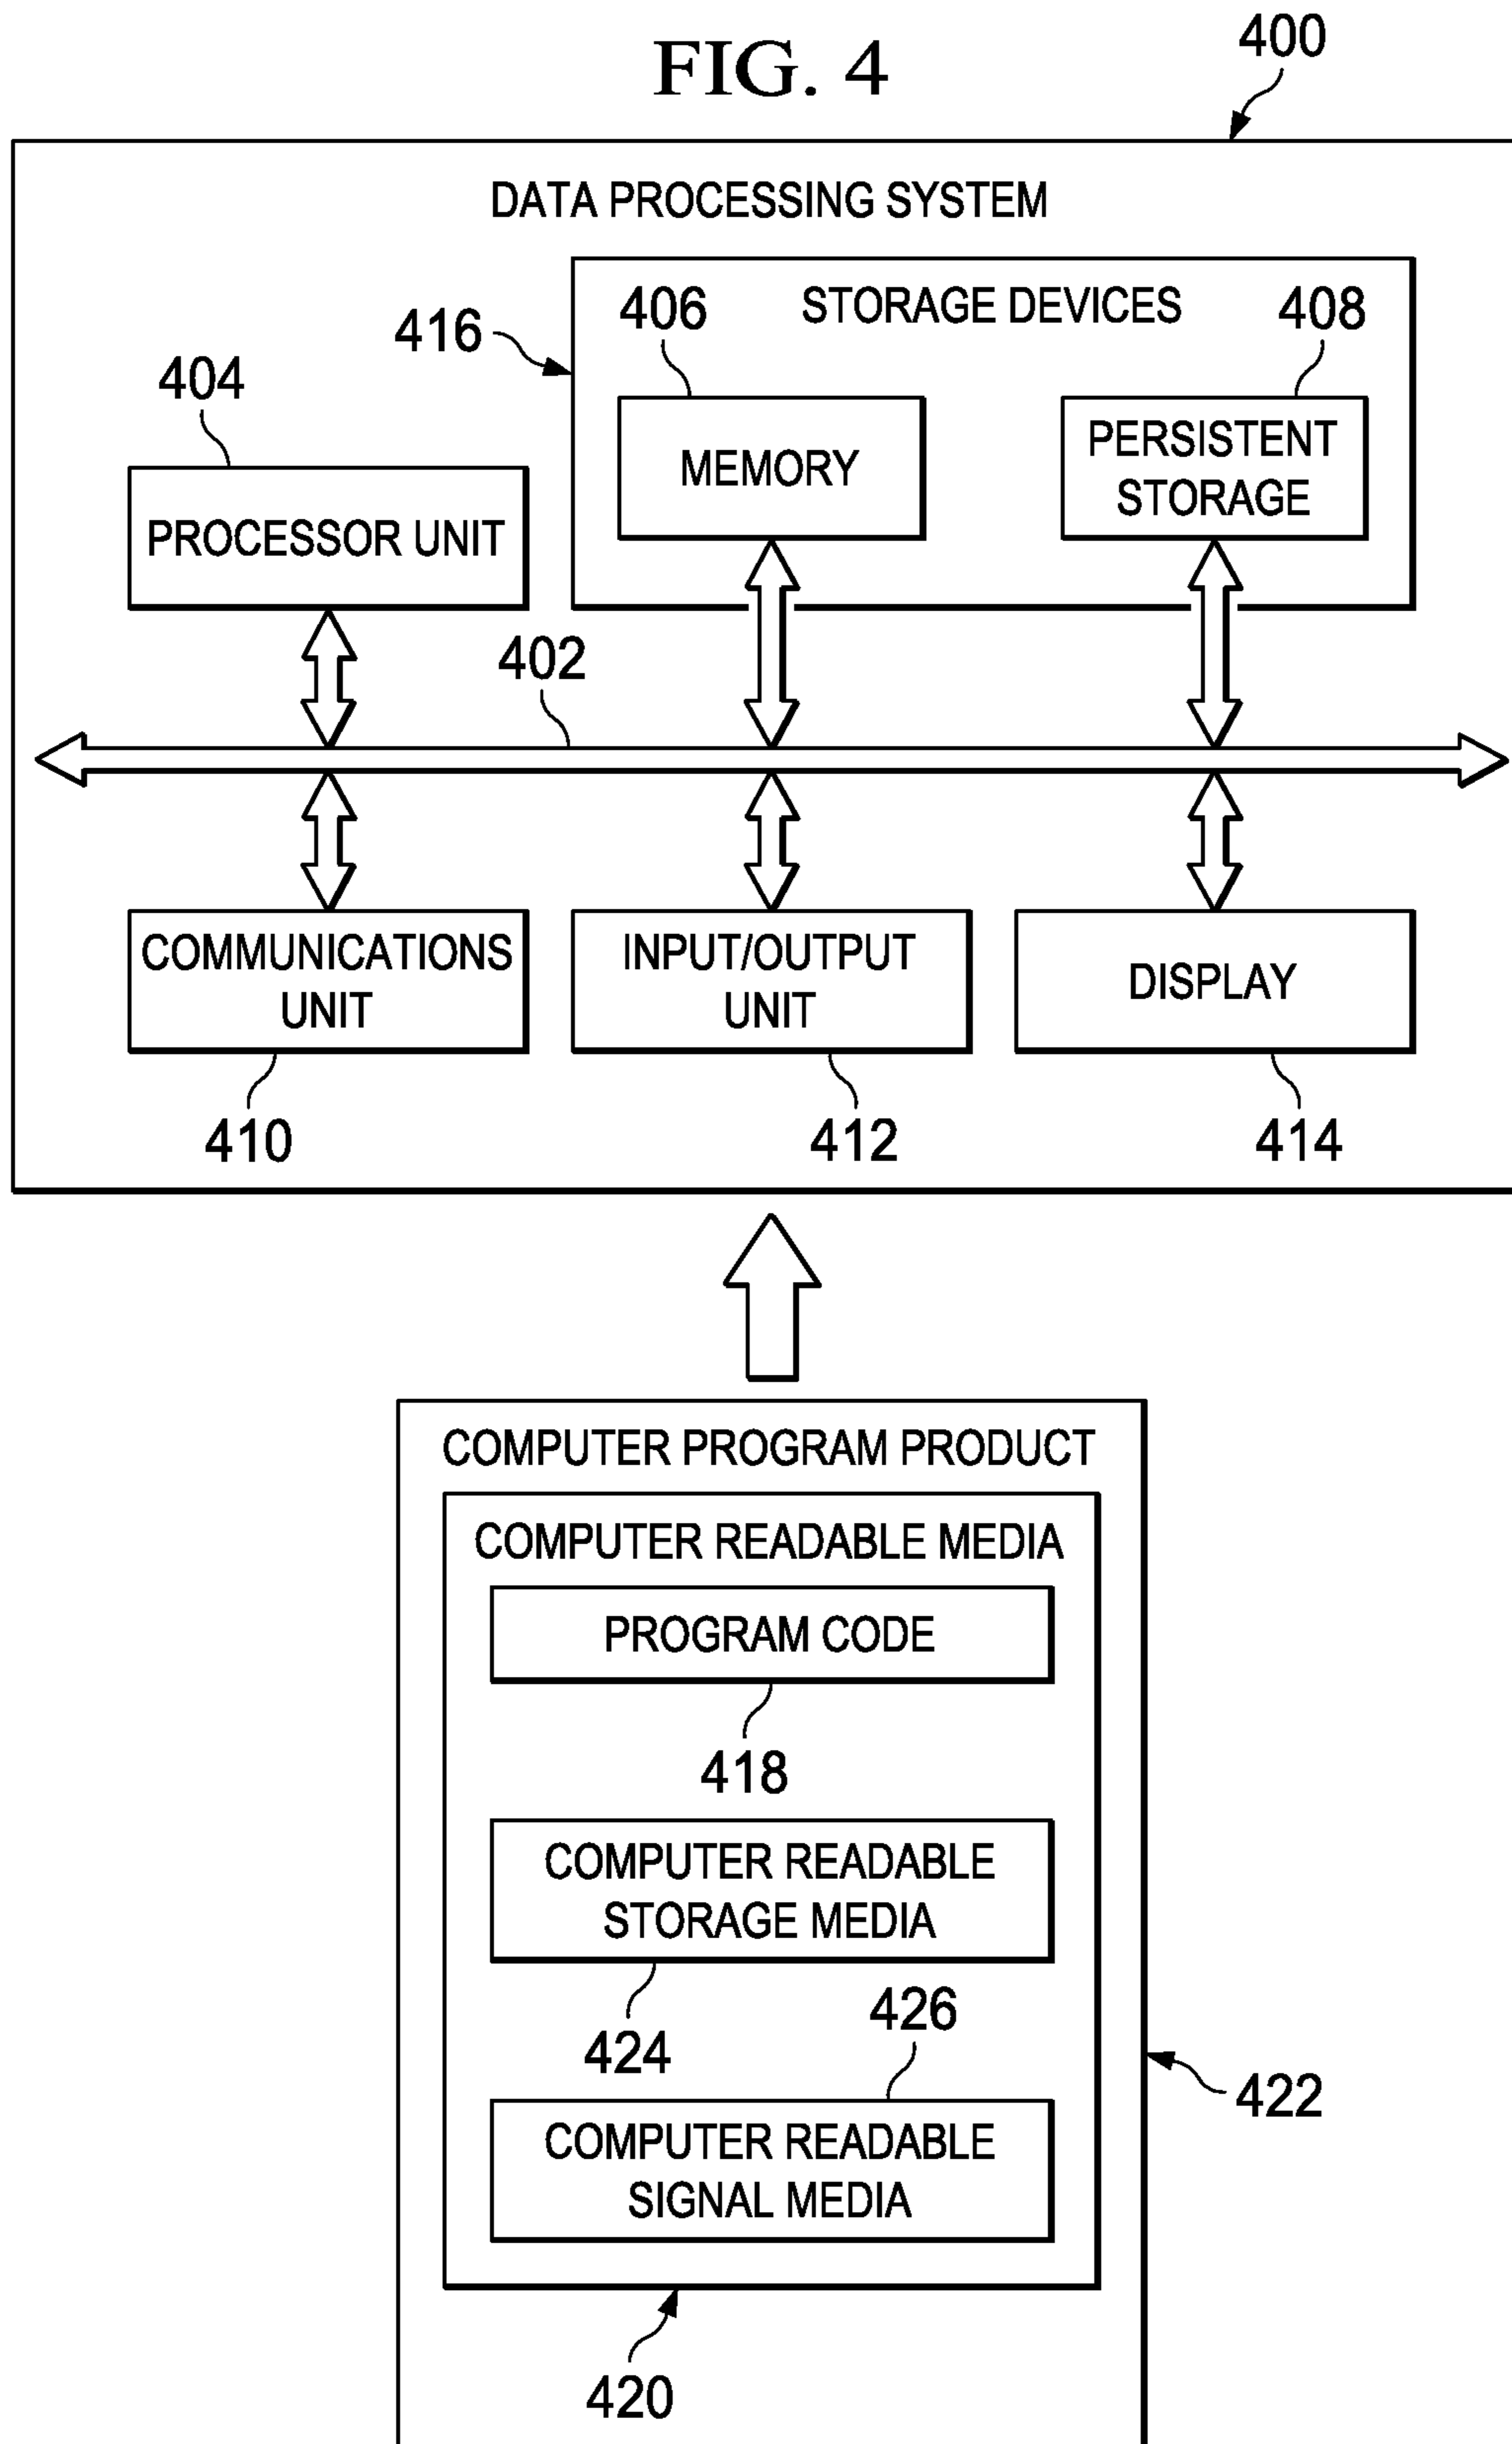 FIG. 4
400
DATA PROCESSING SYSTEM
416
406
STORAGE DEVICES
408
404
MEMORY
PERSISTENT
STORAGE
PROCESSOR UNIT
402
COMMUNICATIONS
UNIT
INPUT/OUTPUT
UNIT
DISPLAY
410
412
414
COMPUTER PROGRAM PRODUCT
COMPUTER READABLE MEDIA
PROGRAM CODE
418
COMPUTER READABLE
STORAGE MEDIA
424
426
422
COMPUTER READABLE
SIGNAL MEDIA
420